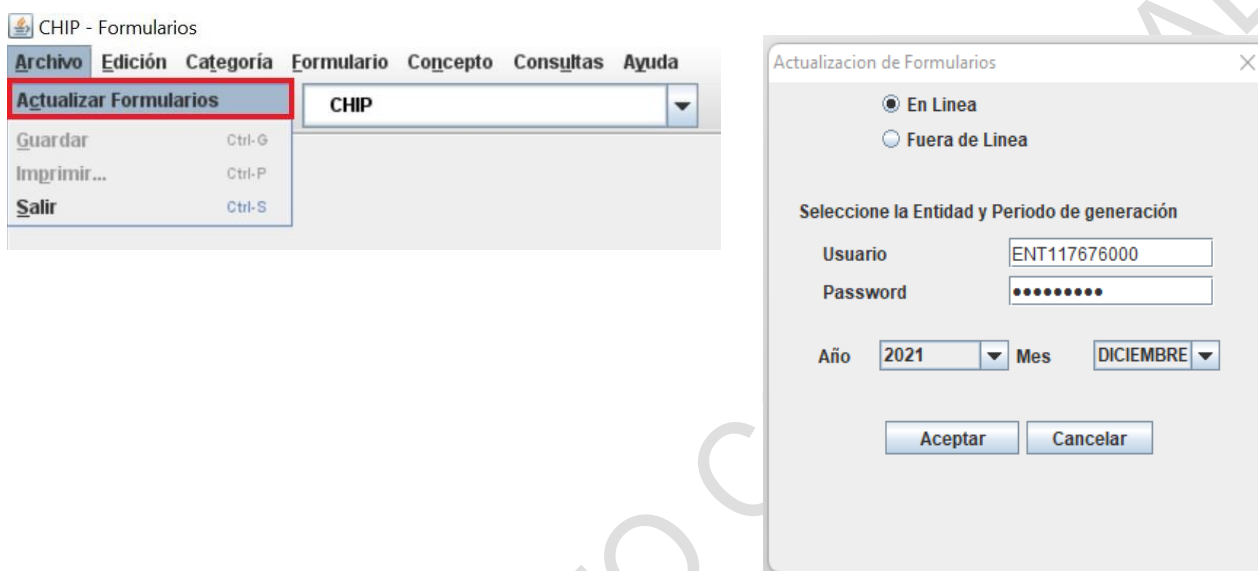 CHIP - Formularios
Archivo Edición Categoría Formulario Concepto Consultas Ayuda
Actualizar Formularios
CHIP
Guardar Ctrl-G
Imprimir... Ctrl-P
Salir Ctrl-S
Actualizacion de Formularios
En Linea
Fuera de Linea
Seleccione la Entidad y Periodo de generación
Usuario ENT117676000
Password •••••••••
Año 2021 Mes DICIEMBRE
Aceptar Cancelar